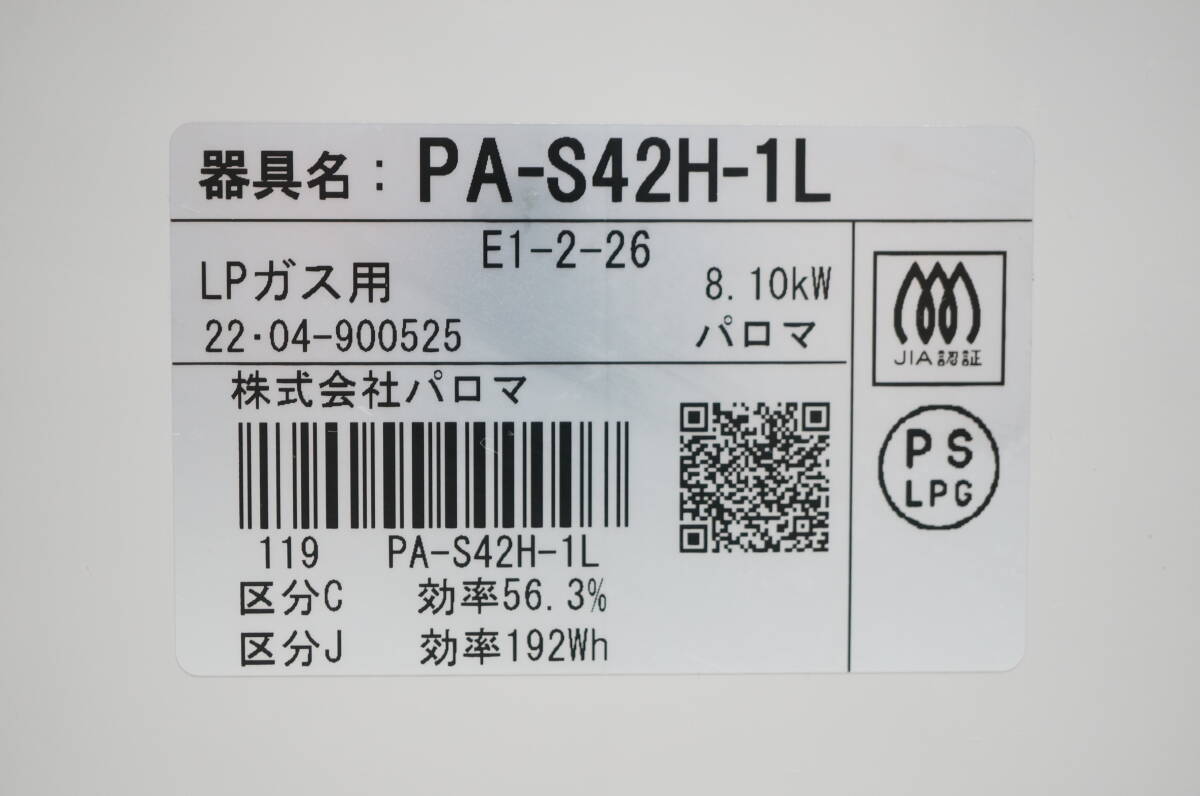 器具名：PA-S42H-1L
E1-2-26
LPガス用 8.10kW
22・04-900525 パロマ
株式会社パロマ
119 PA-S42H-1L
区分C 効率56.3%
区分J 効率192Wh
JIA認証
PS
LPG